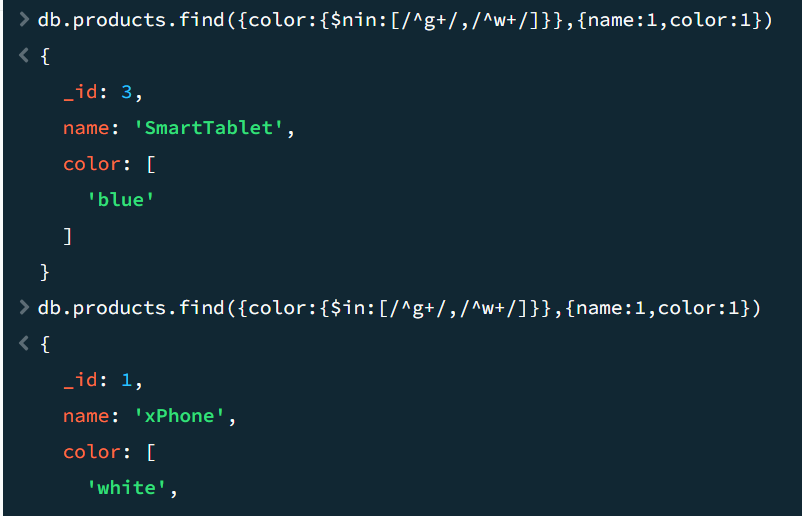 > db.products.find({color:{$nin:[/^g+/,/^w+/]}},{name:1,color:1})
< {
_id: 3,
name: 'SmartTablet',
color: [
'blue'
]
}
> db.products.find({color:{$in:[/^g+/,/^w+/]}},{name:1,color:1})
< {
_id: 1,
name: 'xPhone',
color: [
'white',